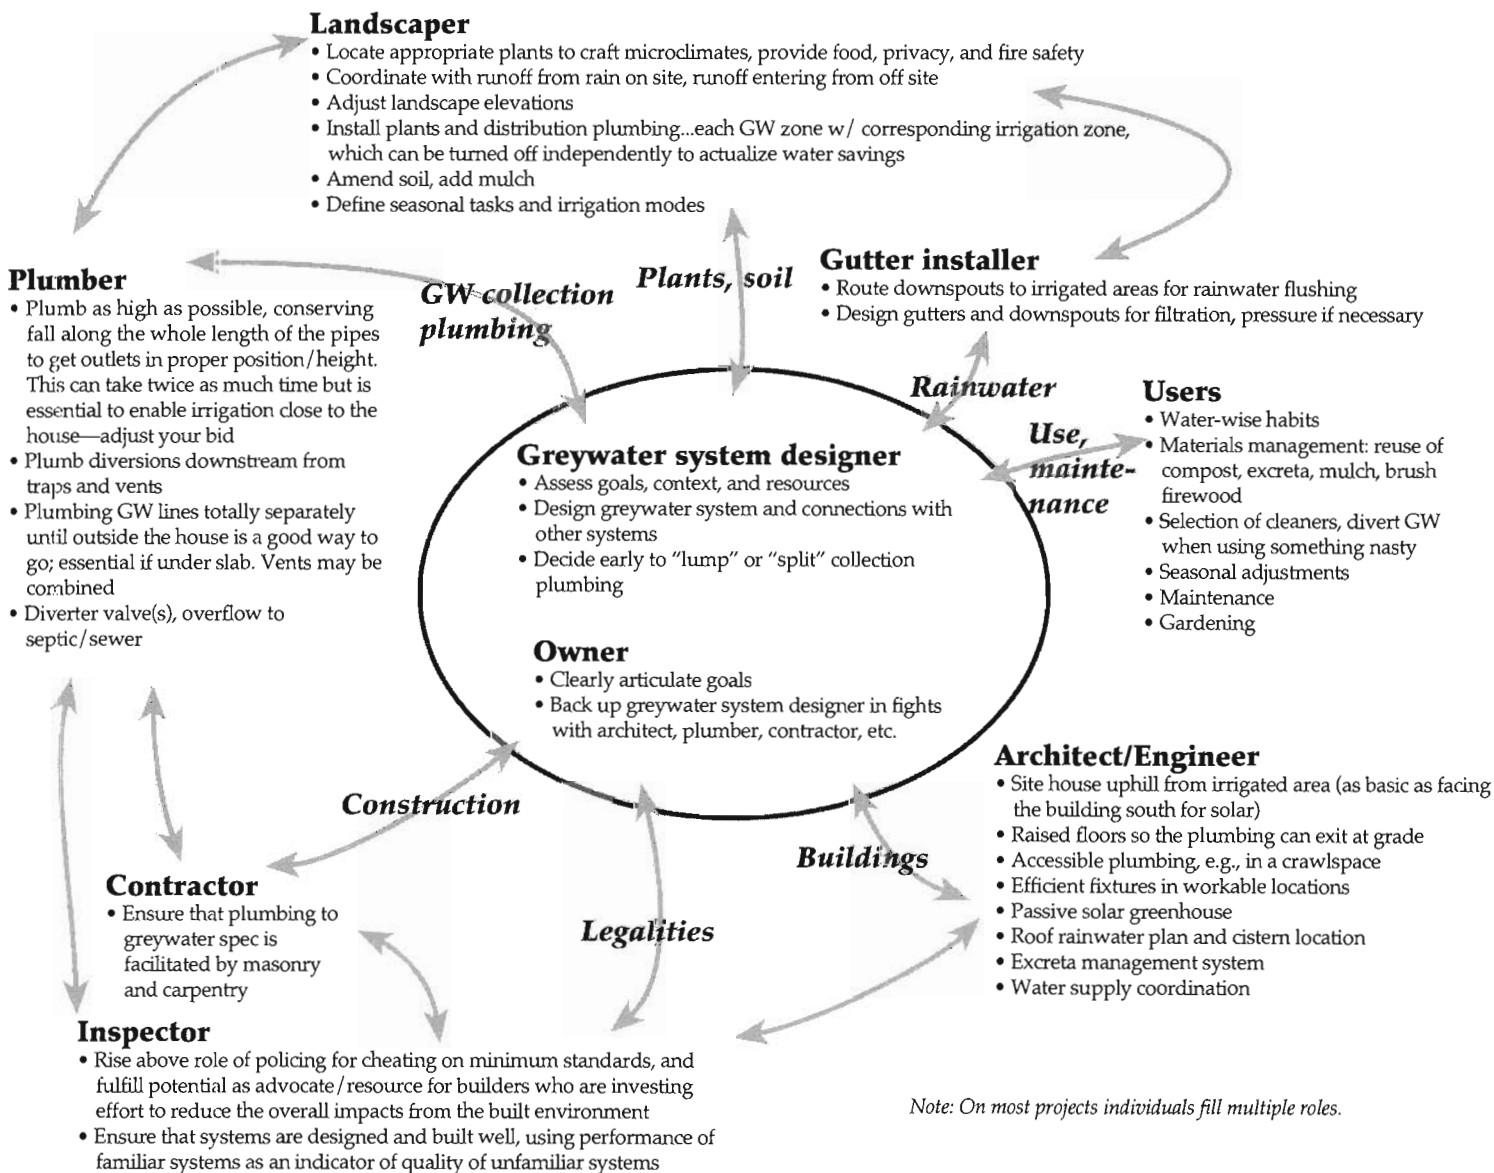 Landscaper
• Locate appropriate plants to craft microclimates, provide food, privacy, and fire safety
• Coordinate with runoff from rain on site, runoff entering from off site
• Adjust landscape elevations
• Install plants and distribution plumbing...each GW zone w/ corresponding irrigation zone,
which can be turned off independently to actualize water savings
• Amend soil, add mulch
• Define seasonal tasks and irrigation modes
Plumber
• Plumb as high as possible, conserving
fall along the whole length of the pipes
to get outlets in proper position/height.
This can take twice as much time but is
essential to enable irrigation close to the
house—adjust your bid
• Plumb diversions downstream from
traps and vents
• Plumbing GW lines totally separately
until outside the house is a good way to
go; essential if under slab. Vents may be
combined
• Diverter valve(s), overflow to
septic/sewer
GW collection
plumbing
Plants, soil
Gutter installer
• Route downspouts to irrigated areas for rainwater flushing
• Design gutters and downspouts for filtration, pressure if necessary
Rainwater
Use,
mainte-
nance
Users
• Water-wise habits
• Materials management: reuse of
compost, excreta, mulch, brush
firewood
• Selection of cleaners, divert GW
when using something nasty
• Seasonal adjustments
• Maintenance
• Gardening
Greywater system designer
• Assess goals, context, and resources
• Design greywater system and connections with
other systems
• Decide early to "lump" or "split" collection
plumbing
Owner
• Clearly articulate goals
• Back up greywater system designer in fights
with architect, plumber, contractor, etc.
Construction
Legalities
Buildings
Architect/Engineer
• Site house uphill from irrigated area (as basic as facing
the building south for solar)
• Raised floors so the plumbing can exit at grade
• Accessible plumbing, e.g., in a crawlspace
• Efficient fixtures in workable locations
• Passive solar greenhouse
• Roof rainwater plan and cistern location
• Excreta management system
• Water supply coordination
Contractor
• Ensure that plumbing to
greywater spec is
facilitated by masonry
and carpentry
Inspector
• Rise above role of policing for cheating on minimum standards, and
fulfill potential as advocate/resource for builders who are investing
effort to reduce the overall impacts from the built environment
• Ensure that systems are designed and built well, using performance of
familiar systems as an indicator of quality of unfamiliar systems
Note: On most projects individuals fill multiple roles.